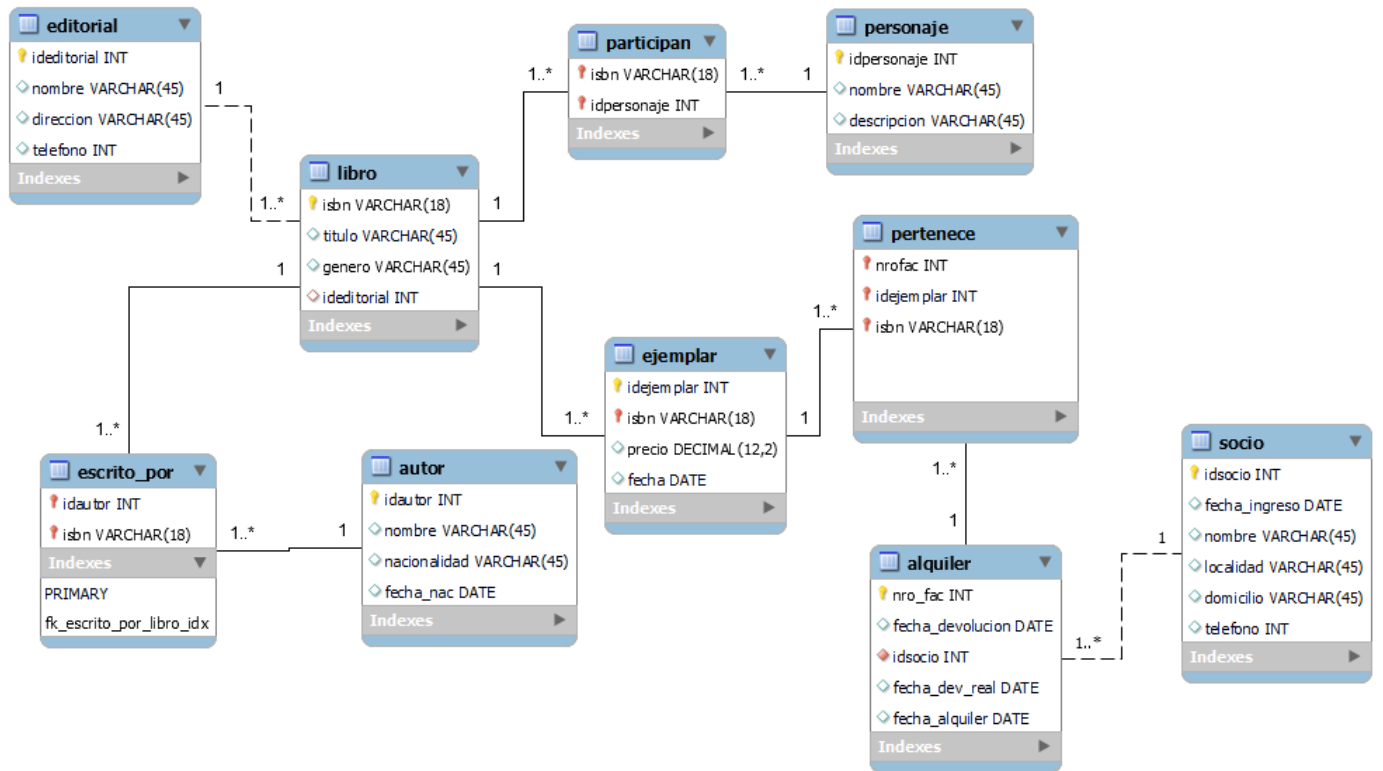 editorial
ideditorial INT
nombre VARCHAR(45)
direccion VARCHAR(45)
telefono INT
Indexes
participan
isbn VARCHAR(18)
idpersonaje INT
Indexes
personaje
idpersonaje INT
nombre VARCHAR(45)
descripcion VARCHAR(45)
Indexes
1
1..*
1..*
1..*
1
libro
isbn VARCHAR(18)
titulo VARCHAR(45)
genero VARCHAR(45)
ideditorial INT
Indexes
1
1
1
pertenece
nrofac INT
idejemplar INT
isbn VARCHAR(18)
Indexes
ejemplar
idejemplar INT
isbn VARCHAR(18)
precio DECIMAL(12,2)
fecha DATE
Indexes
1..*
1
1..*
1..*
escrito_por
idautor INT
isbn VARCHAR(18)
Indexes
PRIMARY
fk_escrito_por_libro_idx
1..*
1
autor
idautor INT
nombre VARCHAR(45)
nacionalidad VARCHAR(45)
fecha_nac DATE
Indexes
1..*
1
alquiler
nro_fac INT
fecha_devolucion DATE
idsocio INT
fecha_dev_real DATE
fecha_alquiler DATE
Indexes
1..*
1
socio
idsocio INT
fecha_ingreso DATE
nombre VARCHAR(45)
localidad VARCHAR(45)
domicilio VARCHAR(45)
telefono INT
Indexes